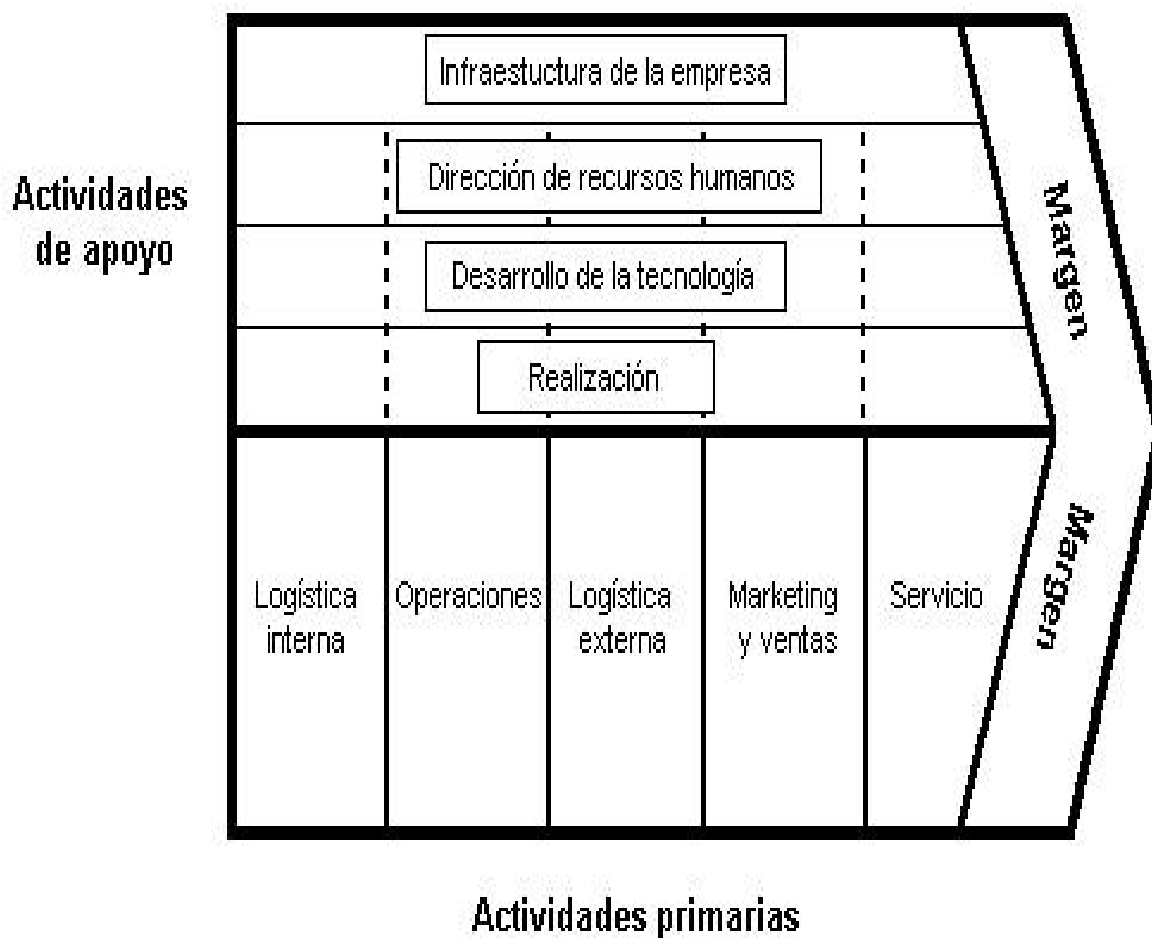 Infraestuctura de la empresa
Dirección de recursos humanos
Actividades
de apoyo
Desarrollo de la tecnología
Realización
Margen
Margen
Logística
interna
Operaciones
Logística
externa
Marketing
y ventas
Servicio
Actividades primarias